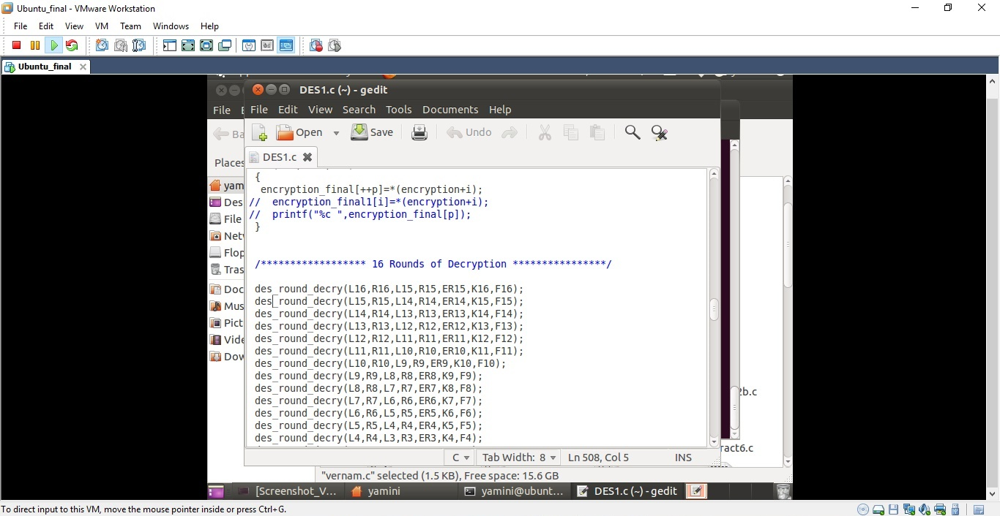 Ubuntu_final - VMware Workstation
File Edit View VM Team Windows Help
Ubuntu_final
DES1.c (~) - gedit
File
File Edit View Search Tools Documents Help
Open Save Undo
Places
DES1.c
{
encryption_final[++p]=*(encryption+i);
// encryption_final1[i]=*(encryption+i);
// printf("%c ",encryption_final[p]);
}
/****************** 16 Rounds of Decryption ****************/
des_round_decry(L16,R16,L15,R15,ER15,K16,F16);
des_round_decry(L15,R15,L14,R14,ER14,K15,F15);
des_round_decry(L14,R14,L13,R13,ER13,K14,F14);
des_round_decry(L13,R13,L12,R12,ER12,K13,F13);
des_round_decry(L12,R12,L11,R11,ER11,K12,F12);
des_round_decry(L11,R11,L10,R10,ER10,K11,F11);
des_round_decry(L10,R10,L9,R9,ER9,K10,F10);
des_round_decry(L9,R9,L8,R8,ER8,K9,F9);
des_round_decry(L8,R8,L7,R7,ER7,K8,F8);
des_round_decry(L7,R7,L6,R6,ER6,K7,F7);
des_round_decry(L6,R6,L5,R5,ER5,K6,F6);
des_round_decry(L5,R5,L4,R4,ER4,K5,F5);
des_round_decry(L4,R4,L3,R3,ER3,K4,F4);
yam
Des
File
Net
Flop
Tras
Doc
Mus
Pict
Vide
Dow
2b.c
ract6.c
C Tab Width: 8 Ln 508, Col 5 INS
"vernam.c" selected (1.5 KB), Free space: 15.6 GB
[Screenshot_V... yamini yamini@ubunt... DES1.c (~) - gedit
To direct input to this VM, move the mouse pointer inside or press Ctrl+G.